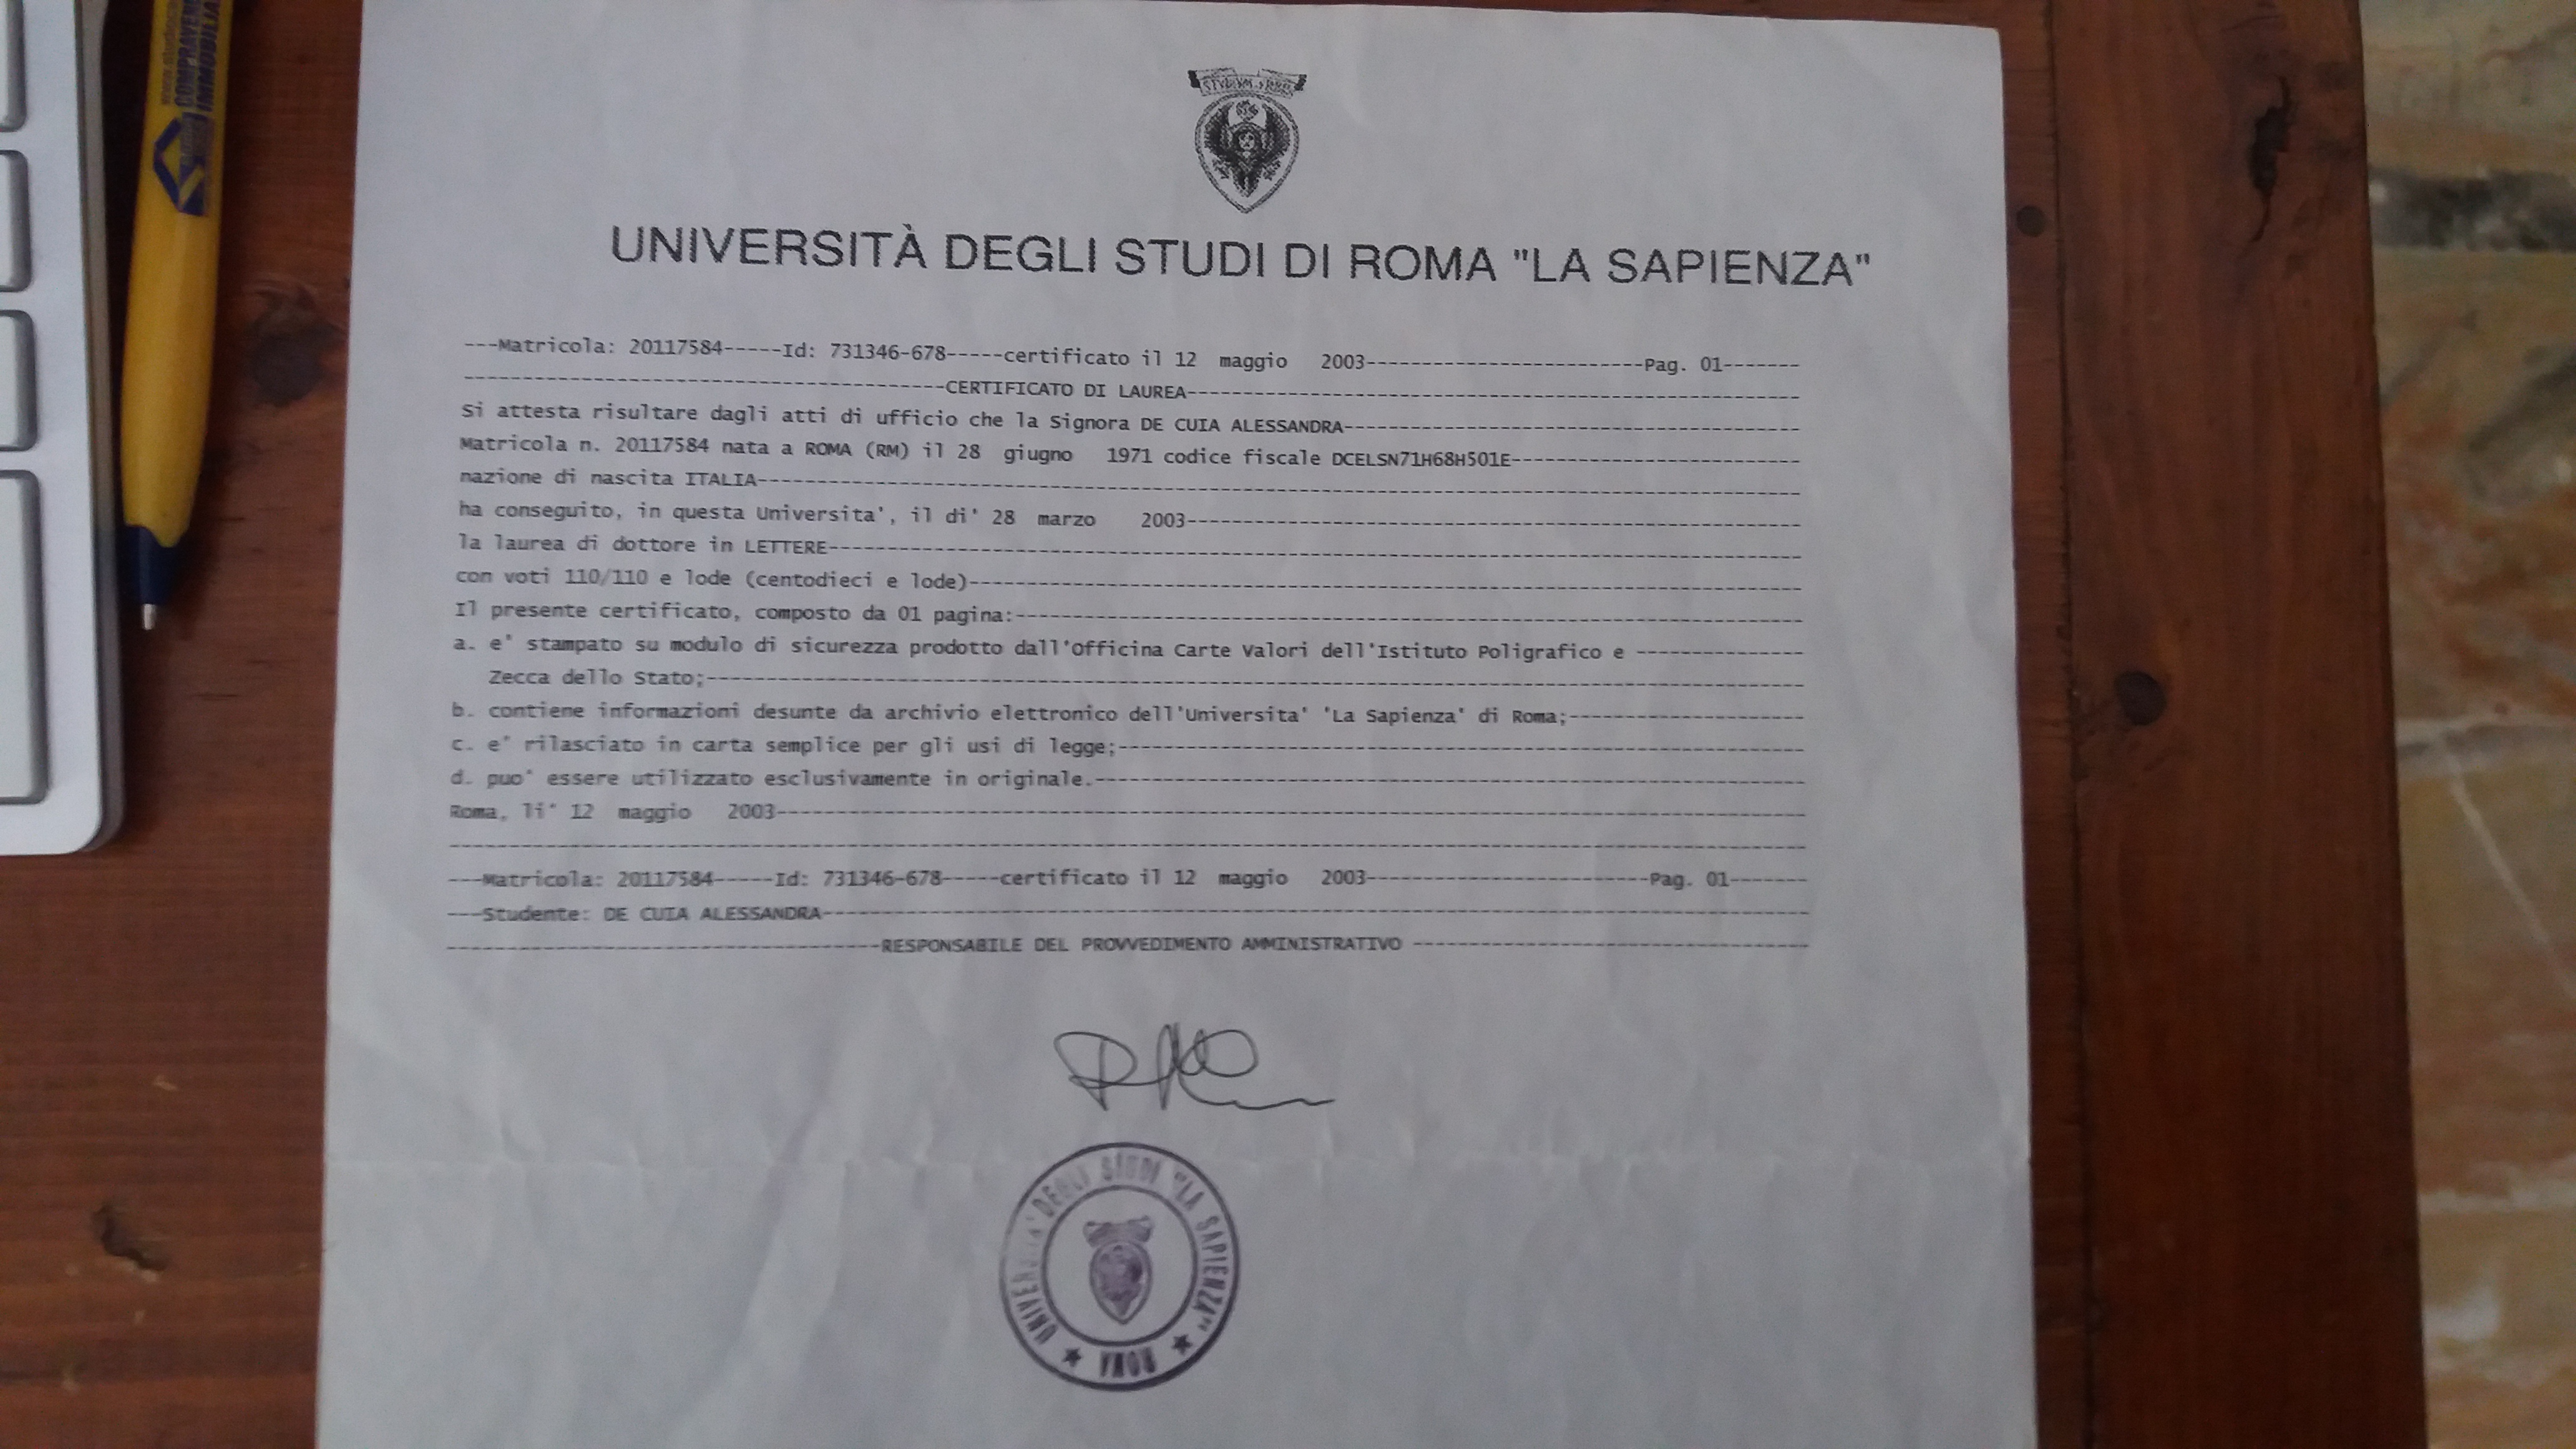 www.studioca
COMPRAVEN
IMMOBILIA
STVDIVM VRBIS
UNIVERSITÀ DEGLI STUDI DI ROMA "LA SAPIENZA"
---Matricola: 20117584-----Id: 731346-678-----certificato il 12 maggio 2003------------------------Pag. 01-------
------------------------------------------CERTIFICATO DI LAUREA-----------------------------------------------------
Si attesta risultare dagli atti di ufficio che la Signora DE CUIA ALESSANDRA----------------------------------------
Matricola n. 20117584 nata a ROMA (RM) il 28 giugno 1971 codice fiscale DCELSN71H68H501E-------------------------
nazione di nascita ITALIA-------------------------------------------------------------------------------------------
ha conseguito, in questa Universita', il di' 28 marzo 2003------------------------------------------------------
la laurea di dottore in LETTERE-------------------------------------------------------------------------------------
con voti 110/110 e lode (centodieci e lode)-------------------------------------------------------------------------
Il presente certificato, composto da 01 pagina:---------------------------------------------------------------------
a. e' stampato su modulo di sicurezza prodotto dall'Officina Carte Valori dell'Istituto Poligrafico e --------------
Zecca dello Stato;-----------------------------------------------------------------------------------------------
b. contiene informazioni desunte da archivio elettronico dell'Universita' 'La Sapienza' di Roma;--------------------
c. e' rilasciato in carta semplice per gli usi di legge;------------------------------------------------------------
d. puo' essere utilizzato esclusivamente in originale.--------------------------------------------------------------
Roma, li' 12 maggio 2003------------------------------------------------------------------------------------------
---Matricola: 20117584-----Id: 731346-678-----certificato il 12 maggio 2003------------------------Pag. 01-------
---Studente: DE CUIA ALESSANDRA-------------------------------------------------------------------------------------
--------------------------------------RESPONSABILE DEL PROVVEDIMENTO AMMINISTRATIVO -----------------------------------
UNIVERSITA' DEGLI STUDI "LA SAPIENZA"
★ ROMA ★